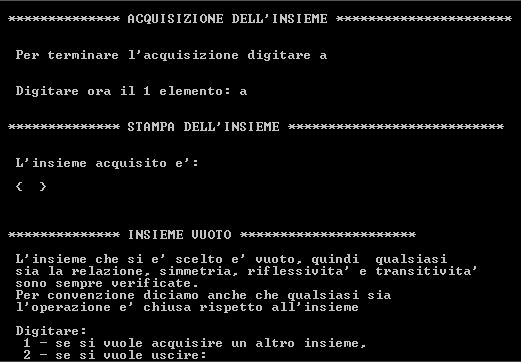 ************** ACQUISIZIONE DELL'INSIEME **********************
Per terminare l'acquisizione digitare a
Digitare ora il 1 elemento: a
************** STAMPA DELL'INSIEME ***************************
L'insieme acquisito e':
{  }
************** INSIEME VUOTO **********************
L'insieme che si e' scelto e' vuoto, quindi  qualsiasi
sia la relazione, simmetria, riflessivita' e transitivita'
sono sempre verificate.
Per convenzione diciamo anche che qualsiasi sia
l'operazione e' chiusa rispetto all'insieme
Digitare:
1 - se si vuole acquisire un altro insieme,
2 - se si vuole uscire: